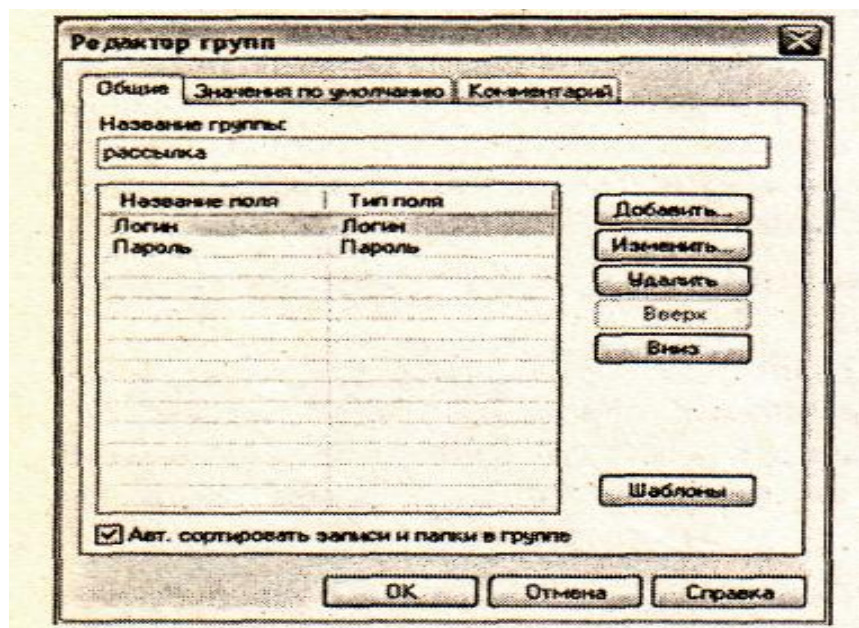 Редактор групп
Общие Значения по умолчанию Комментарий
Название группы:
рассылка
Название поля Тип поля
Логин Логин
Пароль Пароль
Добавить...
Изменить...
Удалить
Вверх
Вниз
Шаблоны
Авт. сортировать записи и папки в группе
ОК Отмена Справка